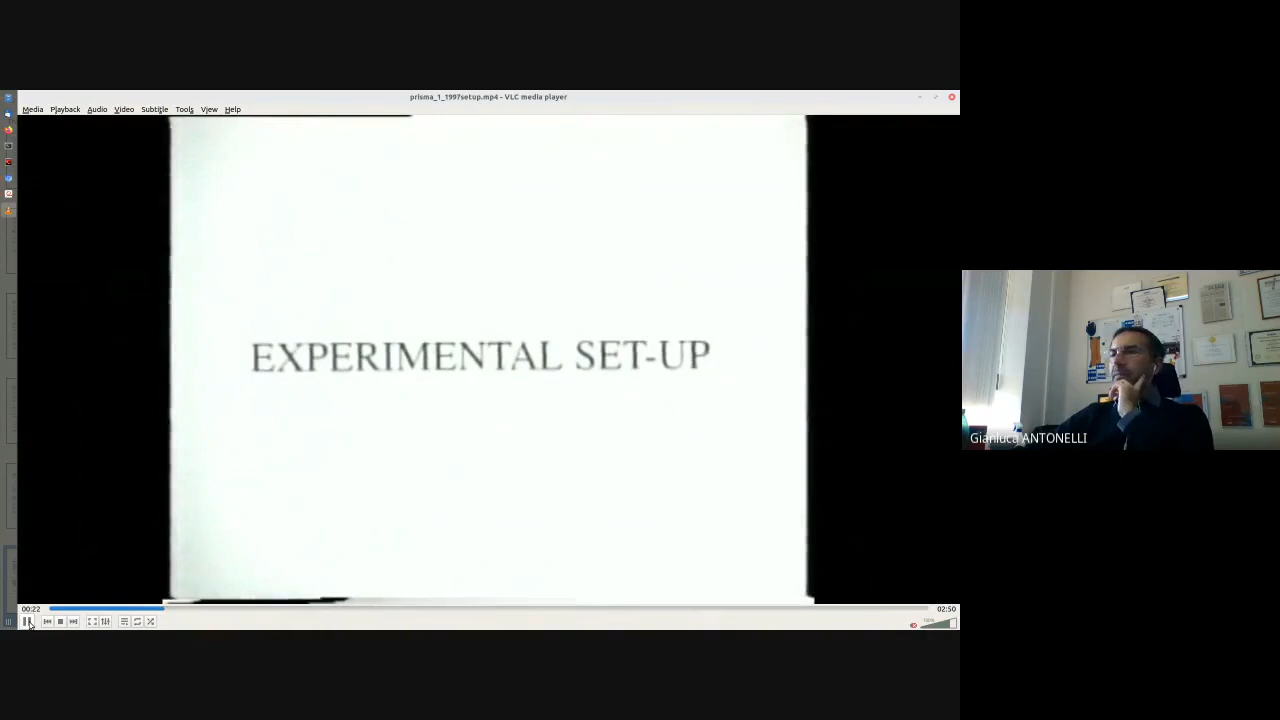 prisma_1_1997setup.mp4 - VLC media player
Media Playback Audio Video Subtitle Tools View Help
EXPERIMENTAL SET-UP
Gianluca ANTONELLI
00:22
02:50
100%